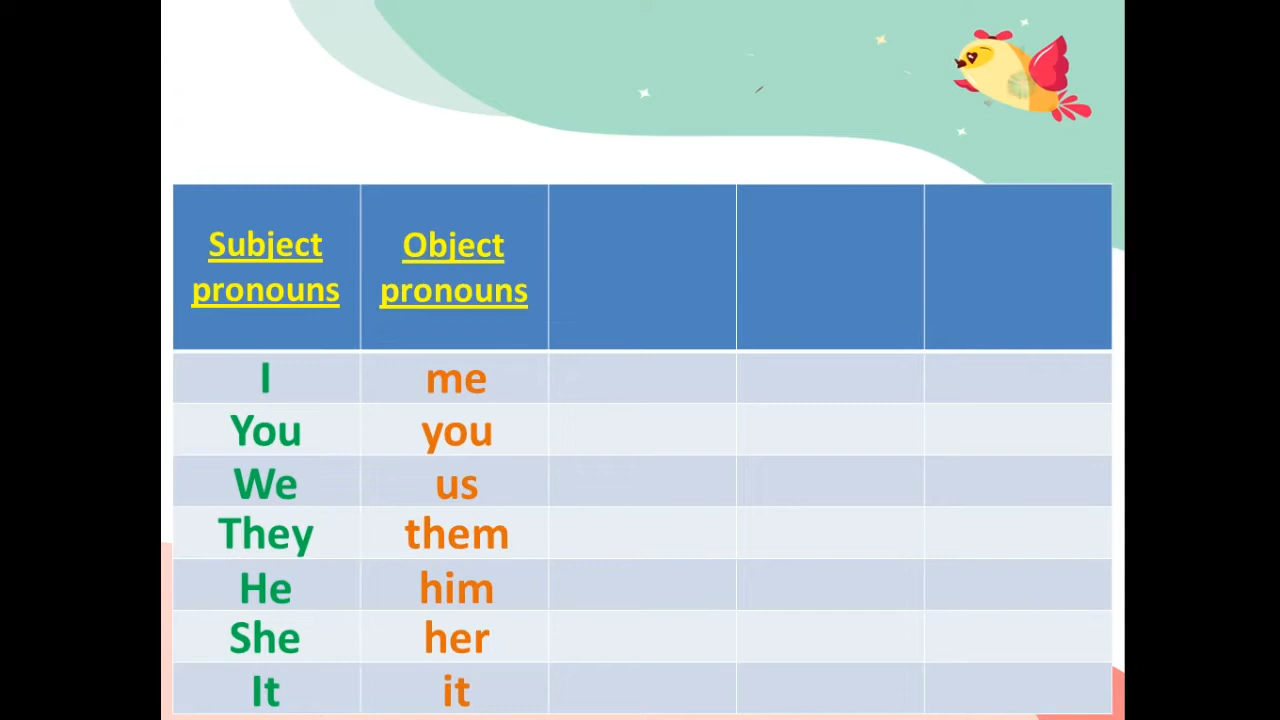 Subject pronouns
Object pronouns
I me
You you
We us
They them
He him
She her
It it